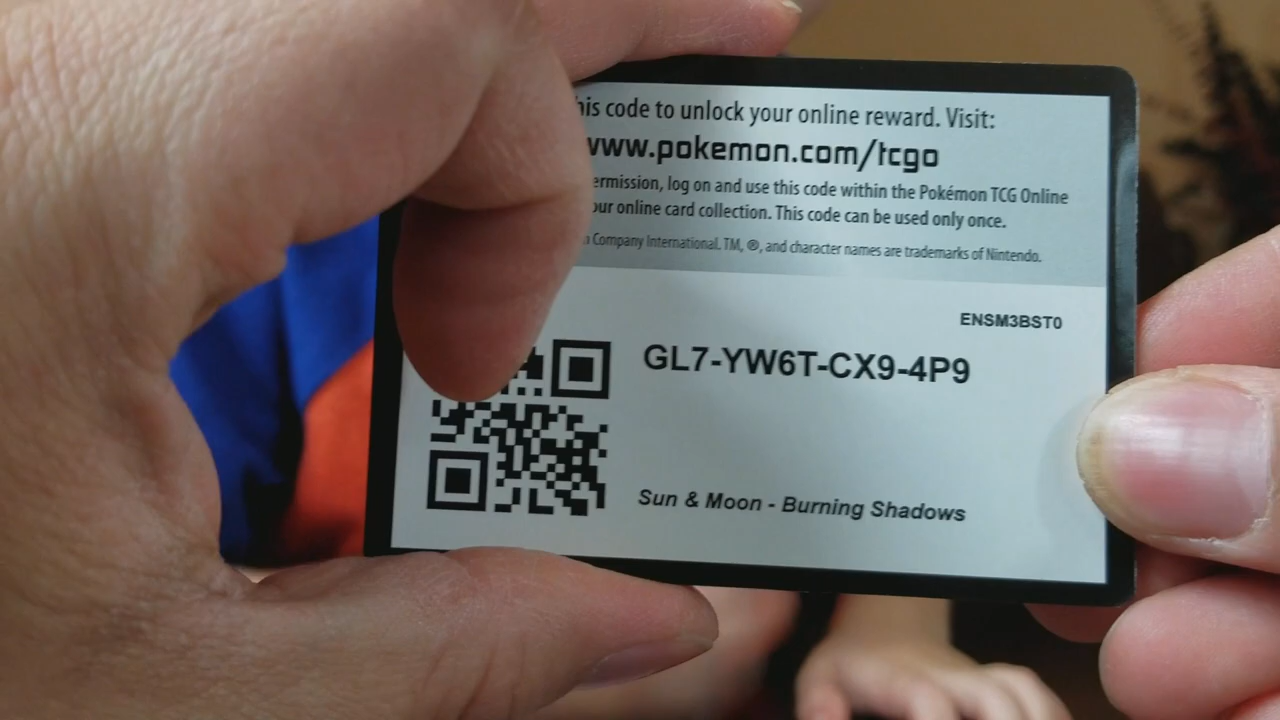 his code to unlock your online reward. Visit:
www.pokemon.com/tcgo
ermission, log on and use this code within the Pokémon TCG Online
our online card collection. This code can be used only once.
Company International. TM, ®, and character names are trademarks of Nintendo.
ENSM3BST0
GL7-YW6T-CX9-4P9
Sun & Moon - Burning Shadows